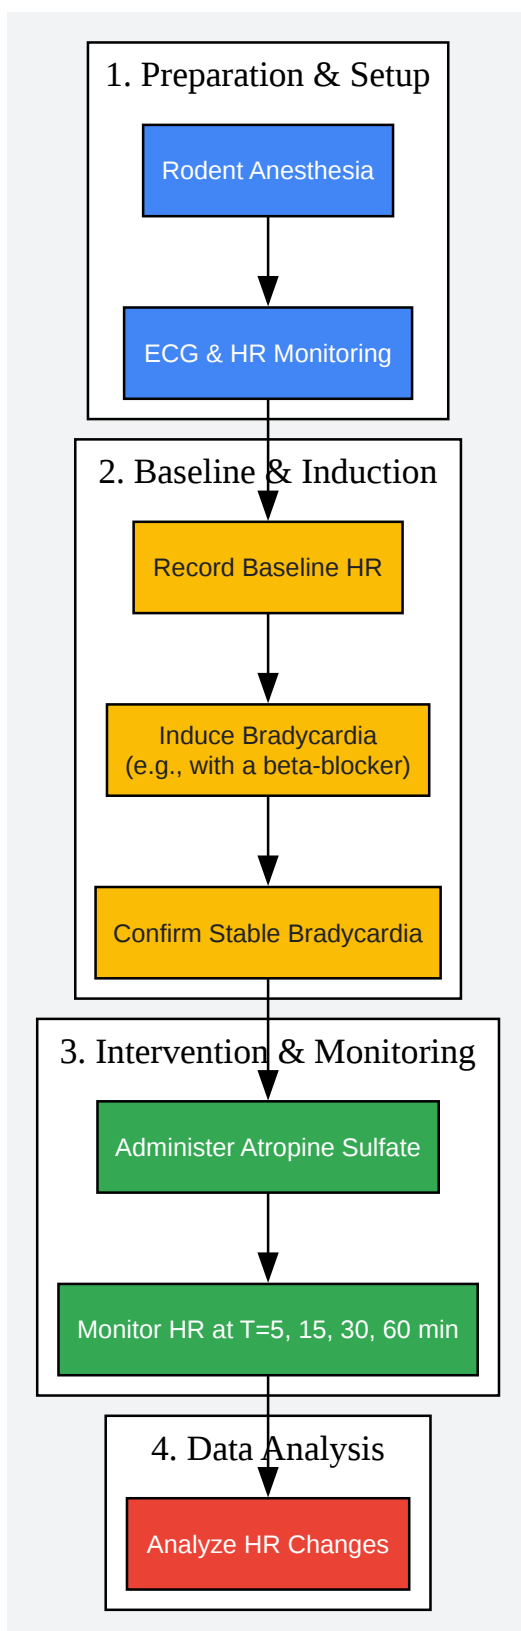 1. Preparation & Setup
Rodent Anesthesia
ECG & HR Monitoring
2. Baseline & Induction
Record Baseline HR
Induce Bradycardia
(e.g., with a beta-blocker)
Confirm Stable Bradycardia
3. Intervention & Monitoring
Administer Atropine Sulfate
Monitor HR at T=5, 15, 30, 60 min
4. Data Analysis
Analyze HR Changes